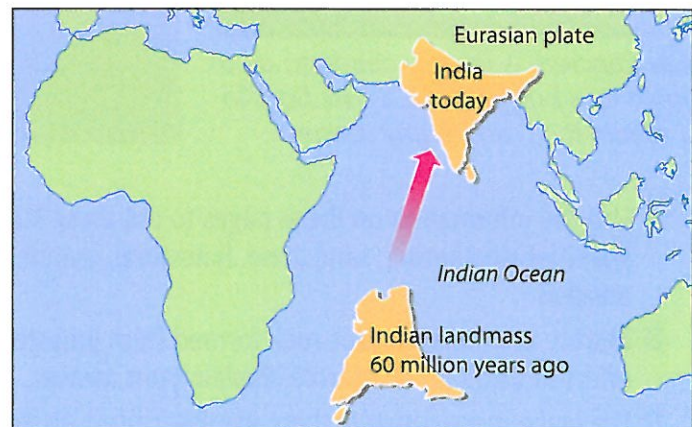 Eurasian plate
India
today
Indian Ocean
Indian landmass
60 million years ago